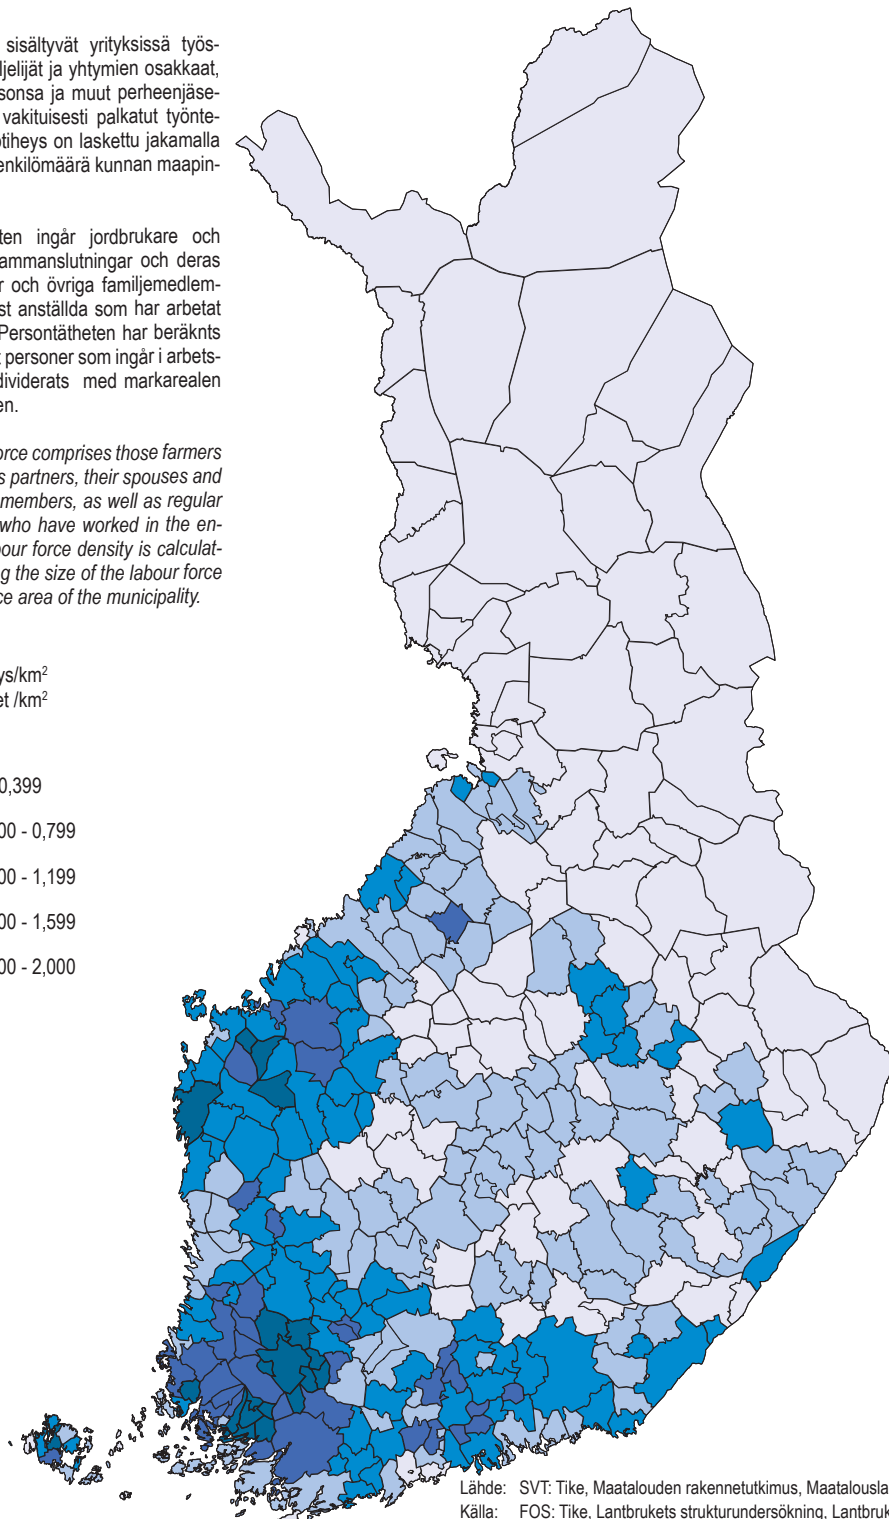 sisältyvät yrityksissä työs-
jelijät ja yhtymien osakkaat,
sonsa ja muut perheenjäse-
vakituisesti palkatut työnte-
tiheys on laskettu jakamalla
enkilömäärä kunnan maapin-
ten ingår jordbrukare och
ammanslutningar och deras
r och övriga familjemedlem-
st anställda som har arbetat
Persontätheten har beräknts
t personer som ingår i arbets-
dividerats med markarealen
en.
orce comprises those farmers
s partners, their spouses and
members, as well as regular
who have worked in the en-
bour force density is calculat-
ng the size of the labour force
ce area of the municipality.
ys/km²
et /km²
0,399
00 - 0,799
00 - 1,199
00 - 1,599
00 - 2,000
Lähde: SVT: Tike, Maatalouden rakennetutkimus, Maatalousla
Källa: FOS: Tike, Lantbrukets strukturundersökning, Lantbruk